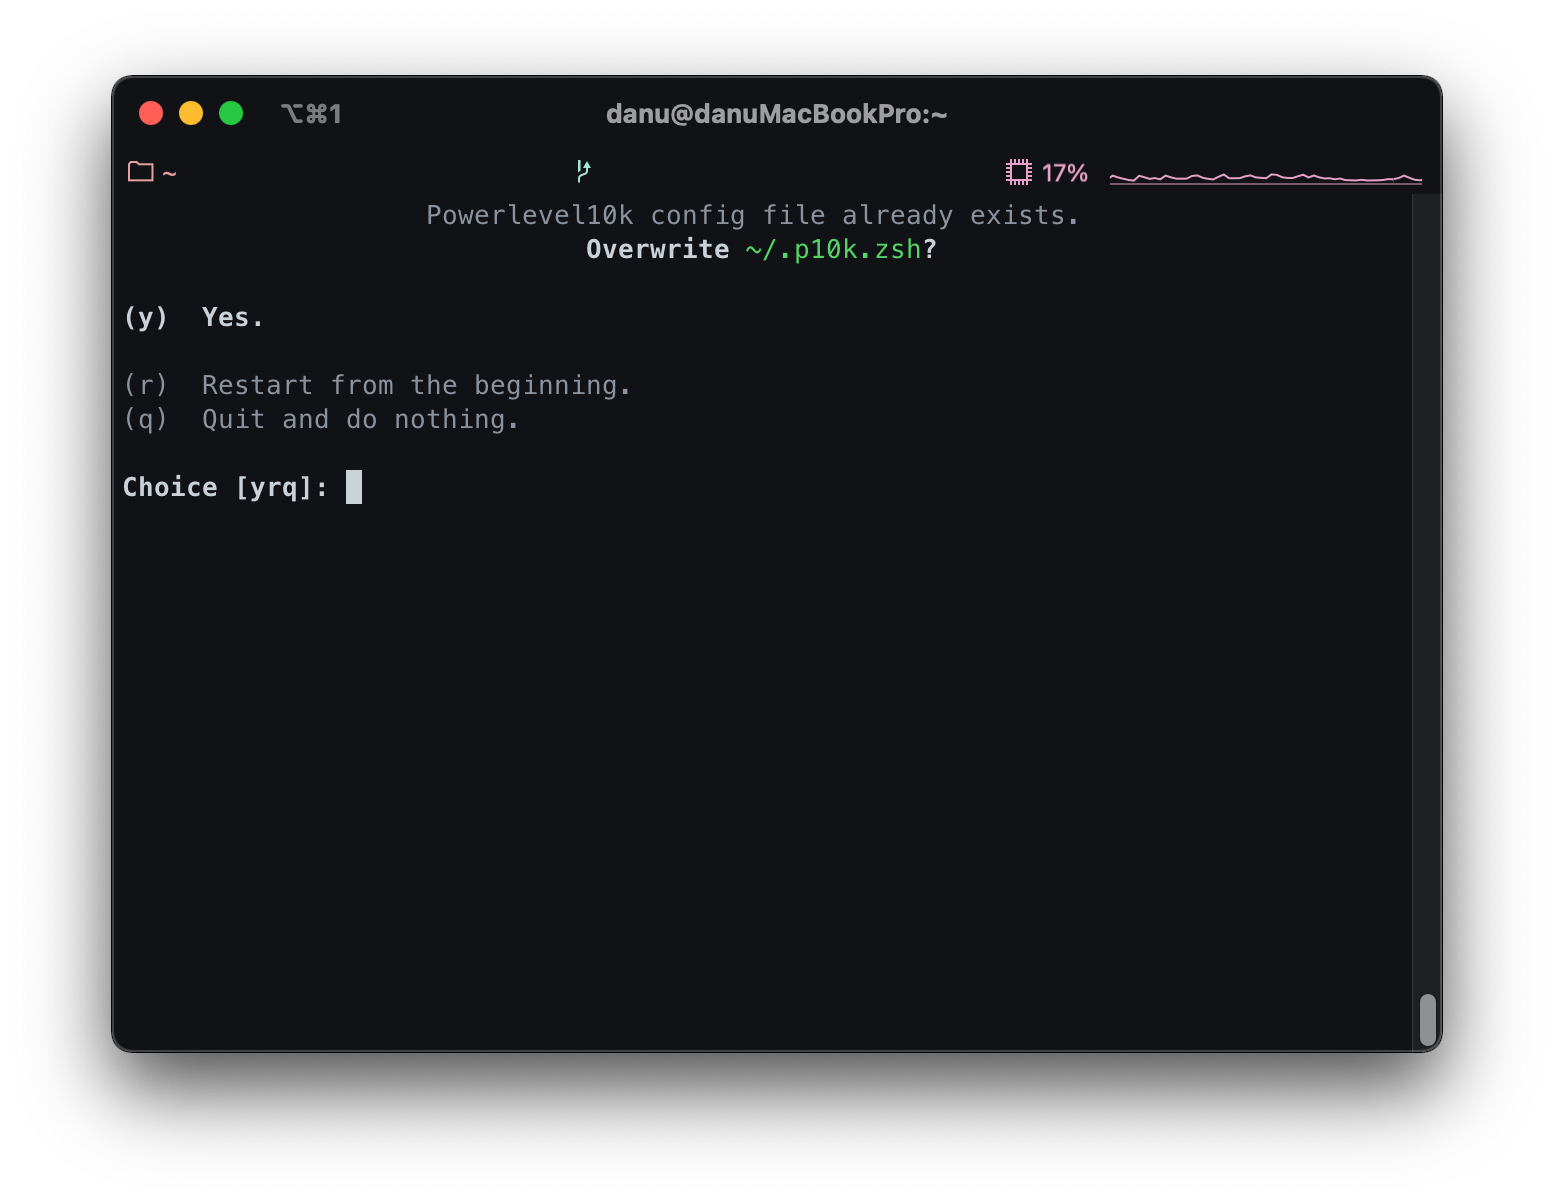 ⌥⌘1 danu@danuMacBookPro:~
~ 17%
Powerlevel10k config file already exists.
Overwrite ~/.p10k.zsh?
(y) Yes.
(r) Restart from the beginning.
(q) Quit and do nothing.
Choice [yrq]: